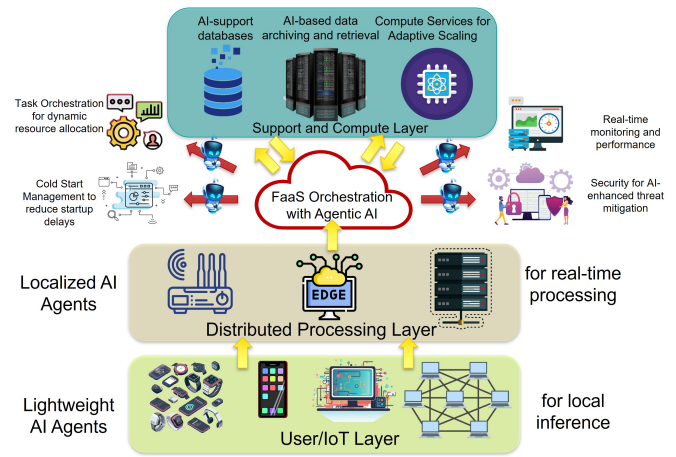 AI-support
databases
AI-based data
archiving and retrieval
Compute Services for
Adaptive Scaling
Support and Compute Layer
Task Orchestration
for dynamic
resource allocation
Real-time
monitoring and
performance
Cold Start
Management to
reduce startup
delays
FaaS Orchestration
with Agentic AI
Security for AI-
enhanced threat
mitigation
Localized AI
Agents
EDGE
for real-time
processing
Distributed Processing Layer
Lightweight
AI Agents
for local
inference
User/IoT Layer